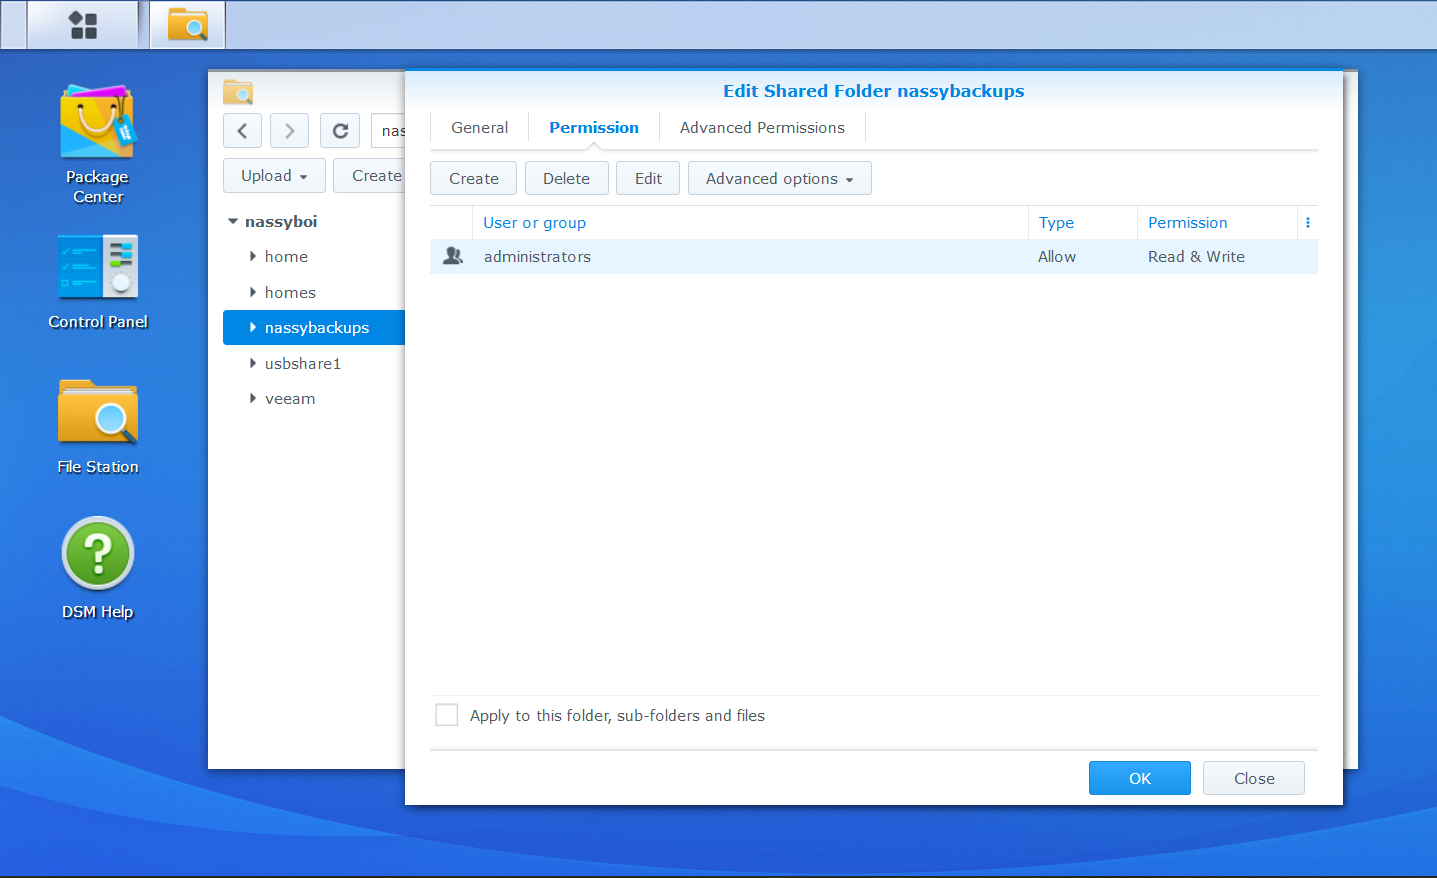 Package
Center
Control Panel
File Station
DSM Help
nas
Upload
Create
nassyboi
home
homes
nassybackups
usbshare1
veeam
Edit Shared Folder nassybackups
General
Permission
Advanced Permissions
Create
Delete
Edit
Advanced options
User or group
Type
Permission
administrators
Allow
Read & Write
Apply to this folder, sub-folders and files
OK
Close